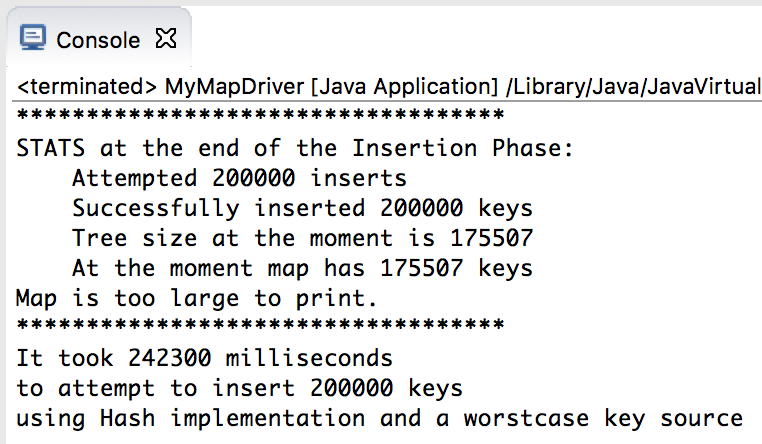 Console
<terminated> MyMapDriver [Java Application] /Library/Java/JavaVirtual
***********************************
STATS at the end of the Insertion Phase:
    Attempted 200000 inserts
    Successfully inserted 200000 keys
    Tree size at the moment is 175507
    At the moment map has 175507 keys
Map is too large to print.
***********************************
It took 242300 milliseconds
to attempt to insert 200000 keys
using Hash implementation and a worstcase key source